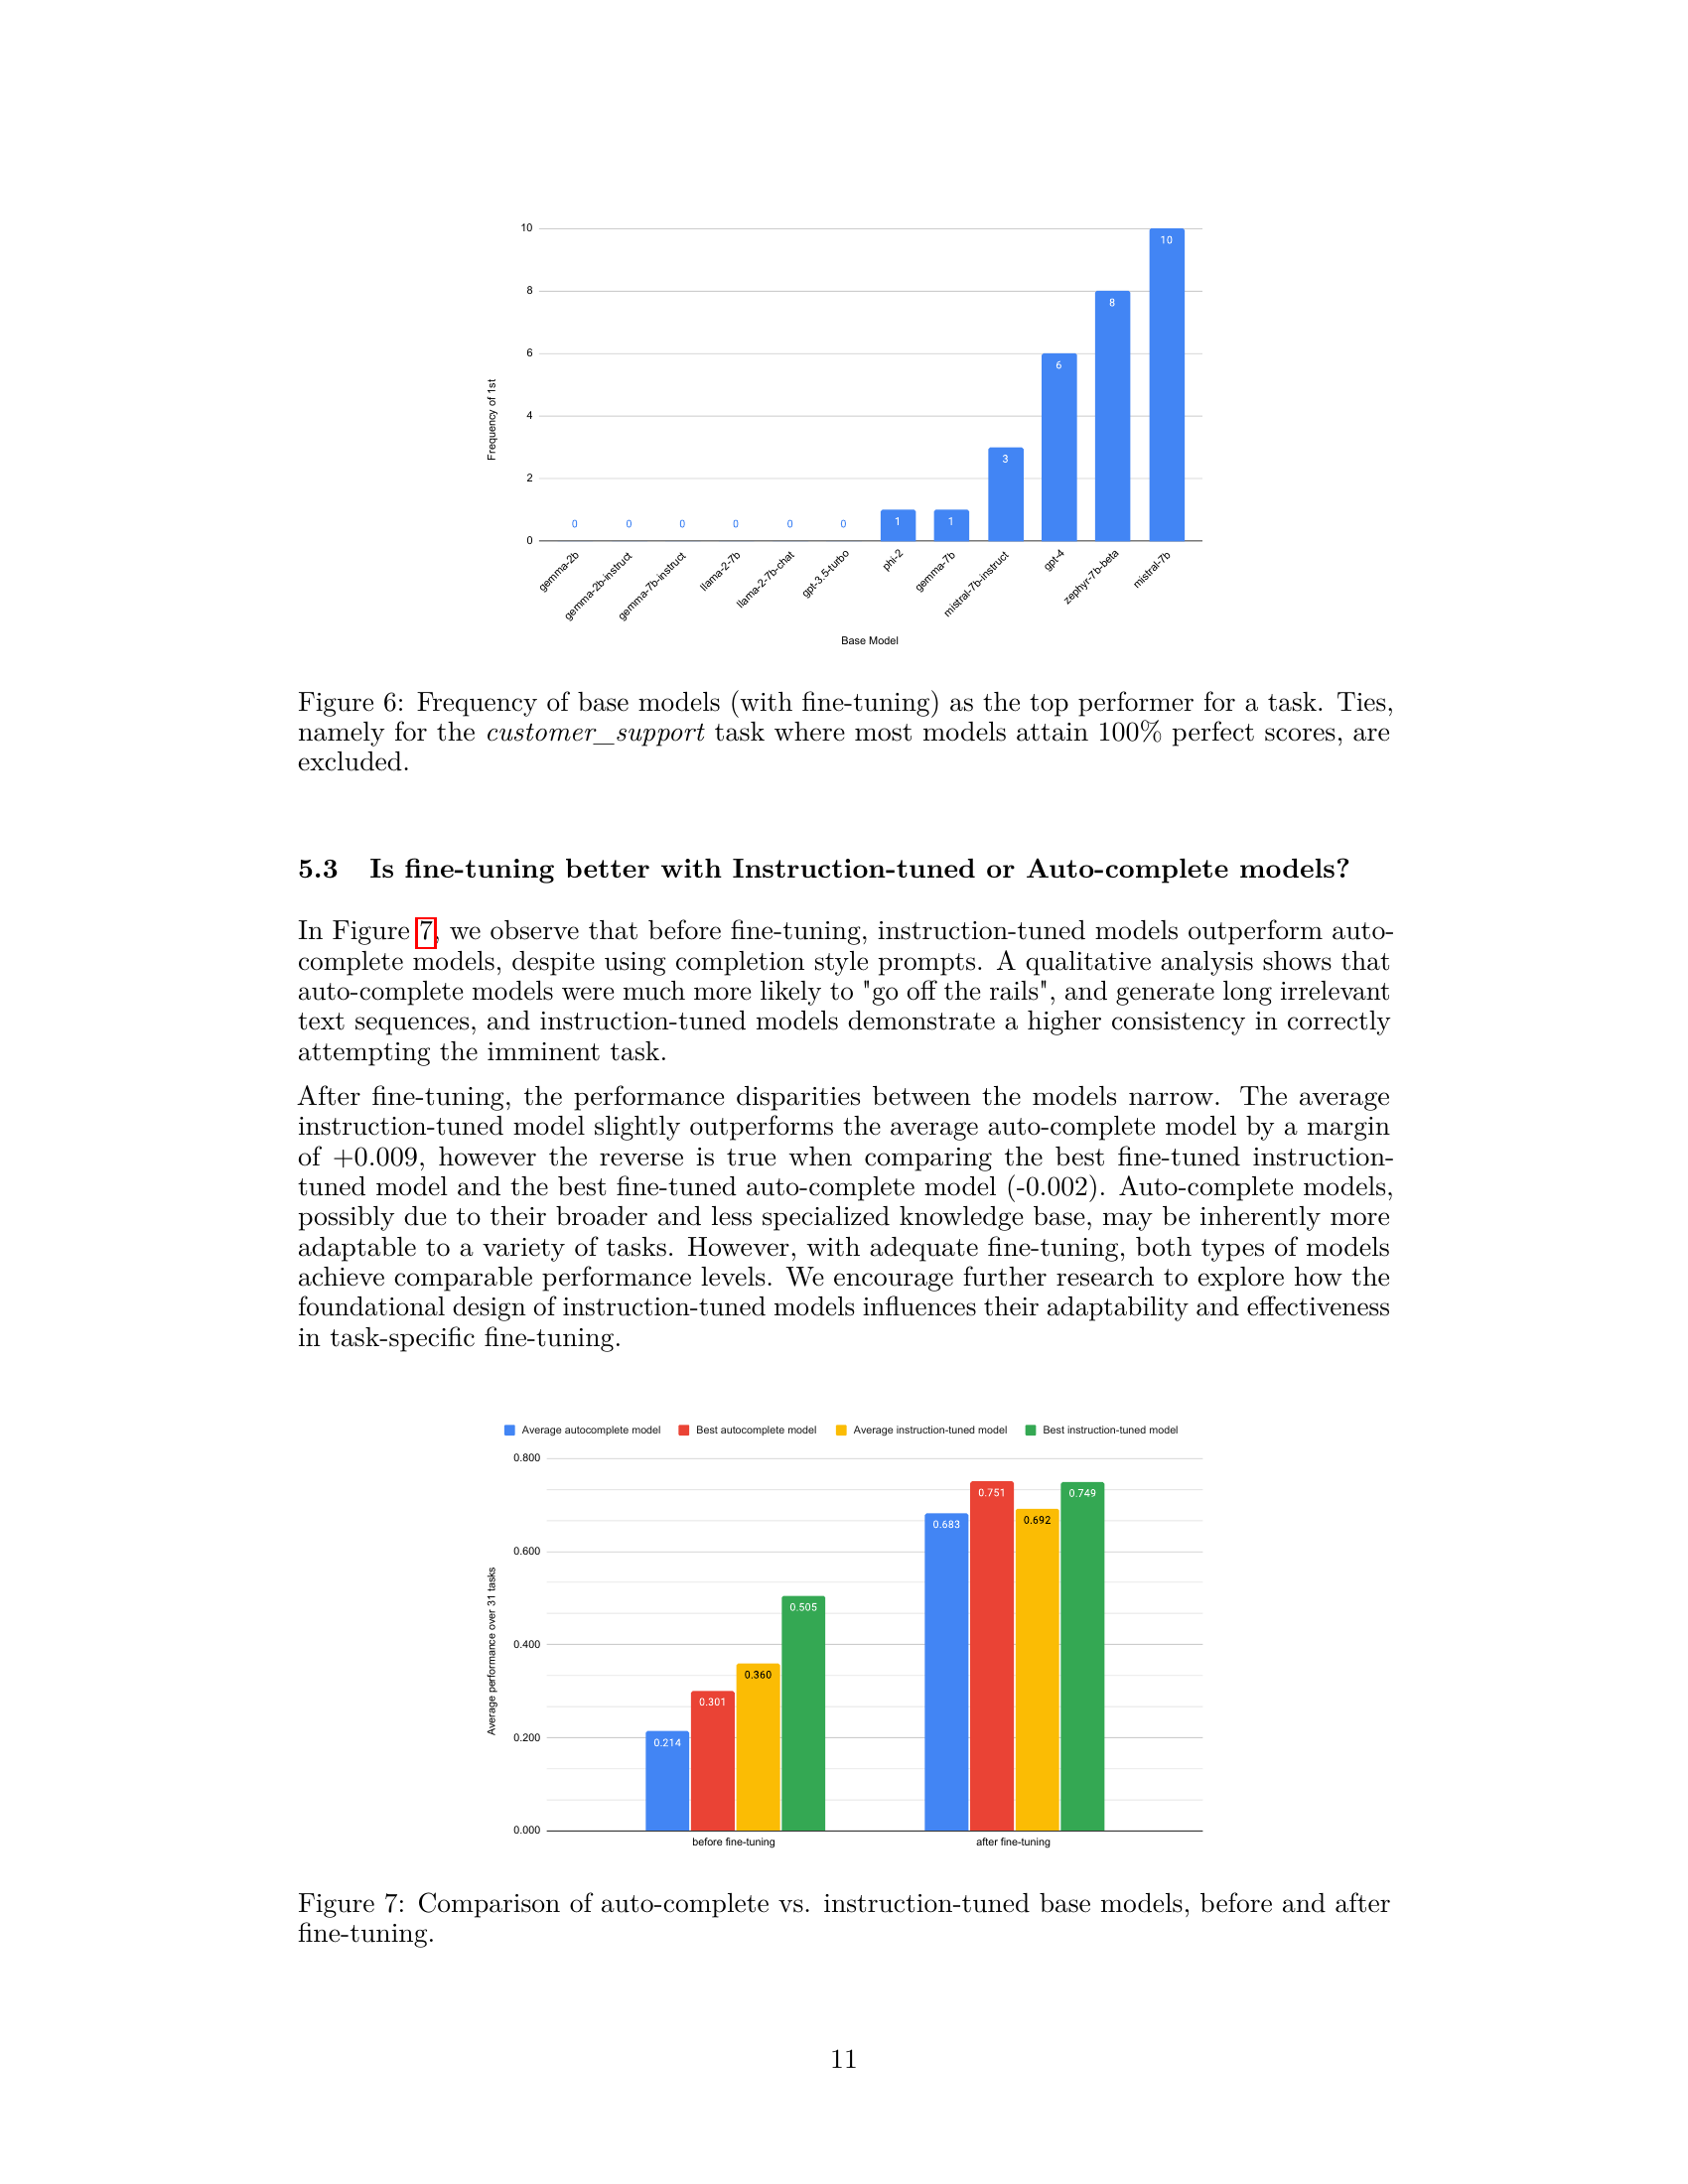 10
8
6
4
2
0
Frequency of 1st
0
0
0
0
0
0
1
1
3
6
8
10
gemma-2b
gemma-2b-instruct
gemma-7b-instruct
llama-2-7b
llama-2-7b-chat
gpt-3.5-turbo
phi-2
gemma-7b
mistral-7b-instruct
gpt-4
zephyr-7b-beta
mistral-7b
Base Model
Figure 6: Frequency of base models (with fine-tuning) as the top performer for a task. Ties,
namely for the customer_support task where most models attain 100% perfect scores, are
excluded.
5.3 Is fine-tuning better with Instruction-tuned or Auto-complete models?
In Figure 7, we observe that before fine-tuning, instruction-tuned models outperform auto-
complete models, despite using completion style prompts. A qualitative analysis shows that
auto-complete models were much more likely to "go off the rails", and generate long irrelevant
text sequences, and instruction-tuned models demonstrate a higher consistency in correctly
attempting the imminent task.
After fine-tuning, the performance disparities between the models narrow. The average
instruction-tuned model slightly outperforms the average auto-complete model by a margin
of +0.009, however the reverse is true when comparing the best fine-tuned instruction-
tuned model and the best fine-tuned auto-complete model (-0.002). Auto-complete models,
possibly due to their broader and less specialized knowledge base, may be inherently more
adaptable to a variety of tasks. However, with adequate fine-tuning, both types of models
achieve comparable performance levels. We encourage further research to explore how the
foundational design of instruction-tuned models influences their adaptability and effectiveness
in task-specific fine-tuning.
Average autocomplete model Best autocomplete model Average instruction-tuned model Best instruction-tuned model
0.800
0.600
0.400
0.200
0.000
Average performance over 31 tasks
0.214
0.301
0.360
0.505
0.683
0.751
0.692
0.749
before fine-tuning
after fine-tuning
Figure 7: Comparison of auto-complete vs. instruction-tuned base models, before and after
fine-tuning.
11